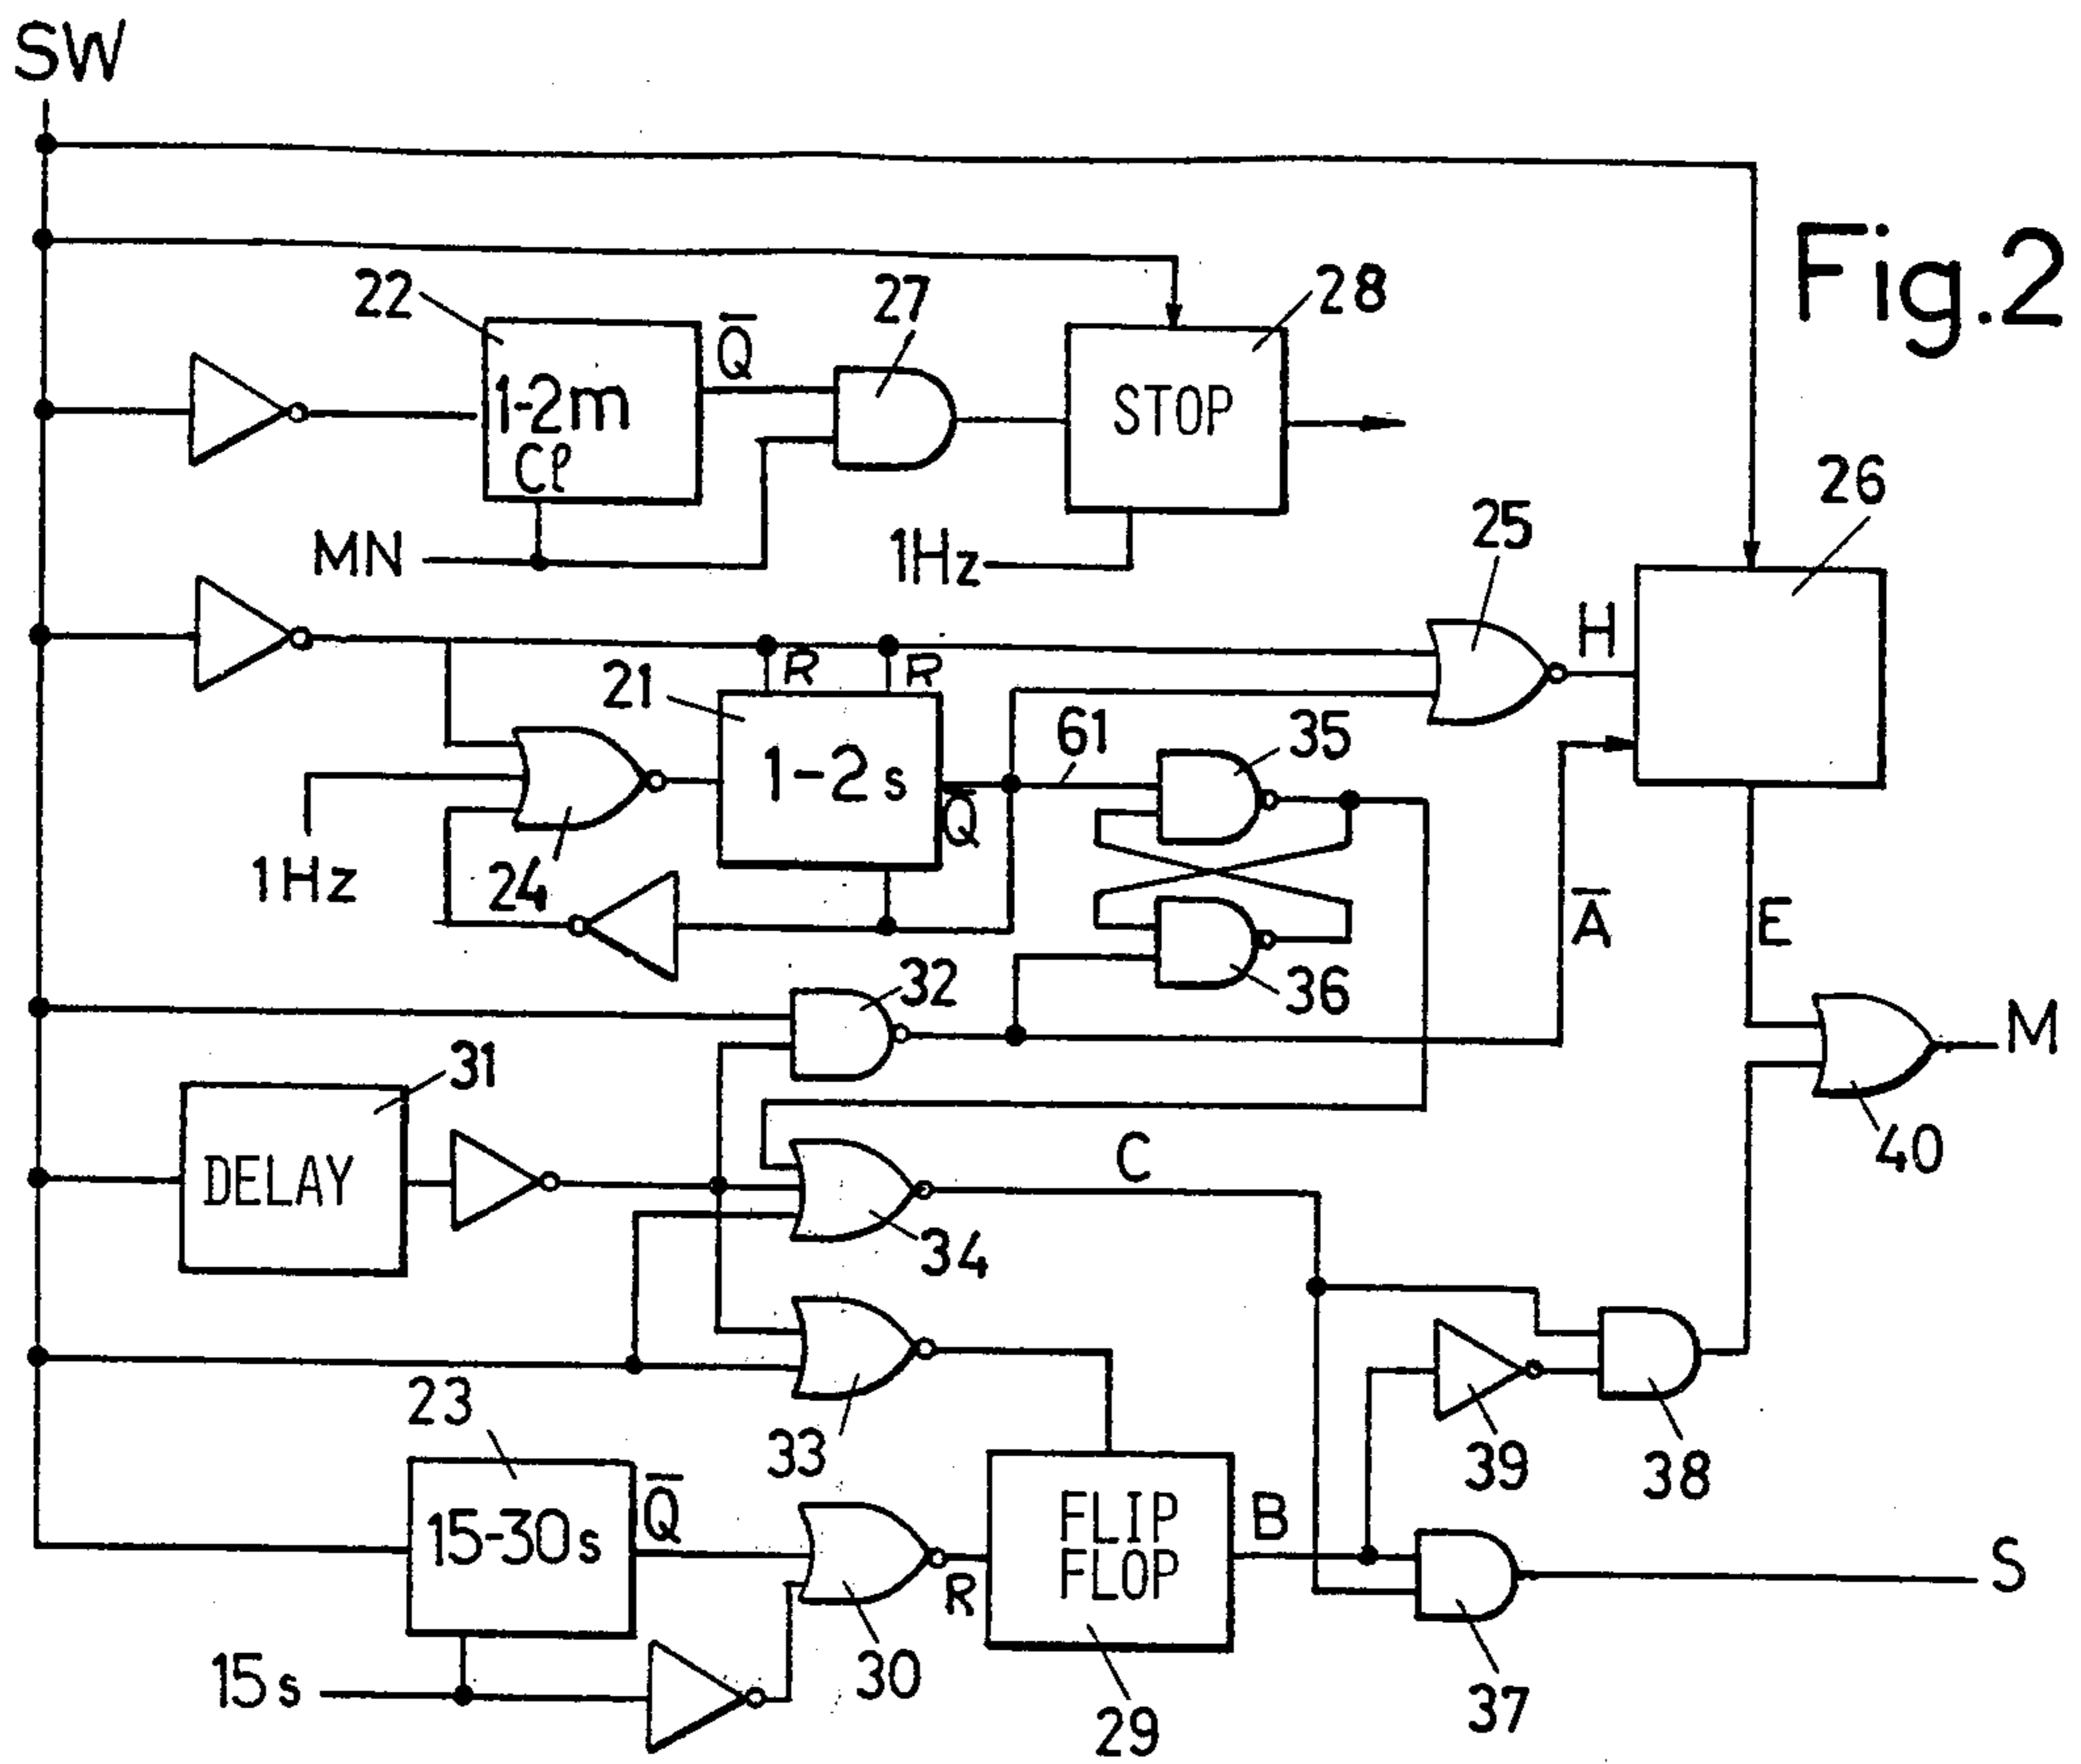 SW
Fig.2
22
Q̅
27
28
1-2m
Cℓ
STOP
MN
1Hz
25
26
H
R
R
21
61
35
1-2s
Q̅
1Hz
24
A̅
E
32
36
M
31
DELAY
C
40
34
23
33
39
38
15-30s
Q̅
FLIP
FLOP
B
S
R
15s
30
29
37